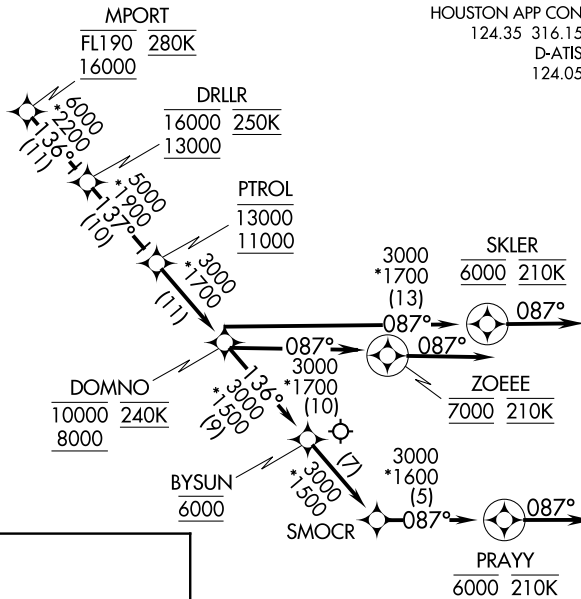 MPORT
FL190 280K
16000
HOUSTON APP CON
124.35 316.15
D-ATIS
124.05
DRLLR
16000 250K
13000
6000
*2200
136°
(11)
PTROL
13000
11000
5000
*1900
137°
(10)
SKLER
6000 210K
3000
*1700
(13)
087°
087°
3000
*1700
(11)
087°
087°
3000
*1700
(10)
ZOEEE
7000 210K
DOMNO
10000 240K
8000
136°
3000
*1500
(9)
BYSUN
6000
(7)
3000
*1500
3000
*1600
(5)
SMOCR
087°
087°
PRAYY
6000 210K